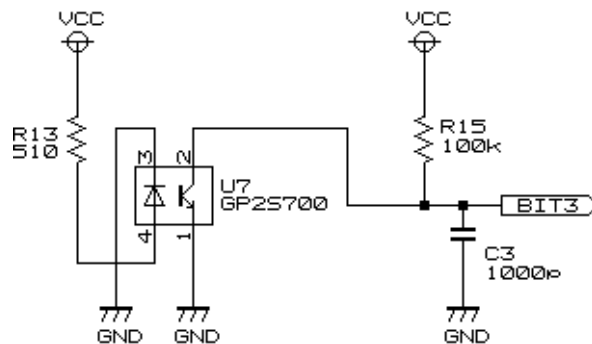 VCC
VCC
R13
510
R15
100k
3
2
U7
GP2S700
4
1
BIT3
C3
1000p
GND
GND
GND